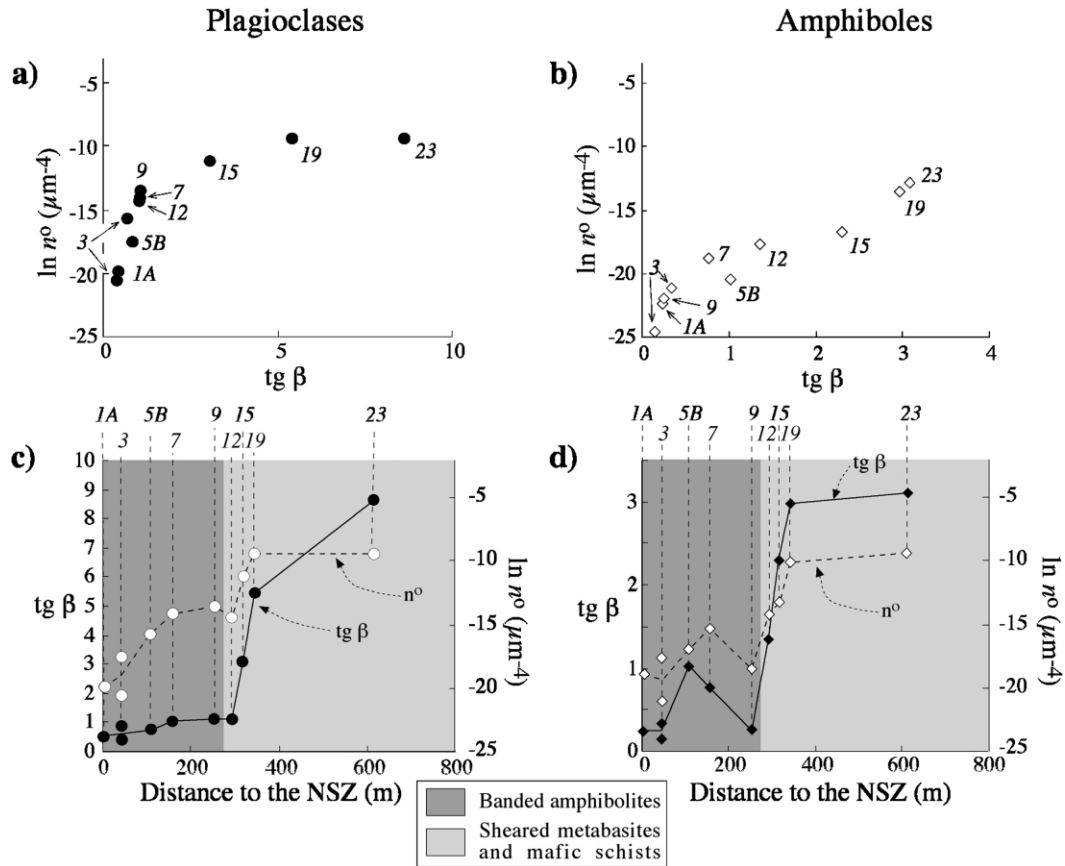 Plagioclases
Amphiboles
a)
-5
-10
-15
-20
-25
ln nº (µm-4)
0
5
10
tg β
9
7
12
3
5B
1A
15
19
23
b)
-5
-10
-15
-20
-25
ln nº (µm-4)
0
1
2
3
4
tg β
3
9
1A
7
5B
12
15
19
23
1A
5B
9
15
23
3
7
12
19
c)
10
9
8
7
6
5
4
3
2
1
0
tg β
-5
-10
-15
-20
-25
ln nº (µm-4)
nº
tg β
0
200
400
600
800
Distance to the NSZ (m)
1A
5B
9
15
23
3
7
12
19
d)
3
2
1
0
tg β
-5
-10
-15
-20
-25
ln nº (µm-4)
tg β
nº
0
200
400
600
800
Distance to the NSZ (m)
Banded amphibolites
Sheared metabasites
and mafic schists